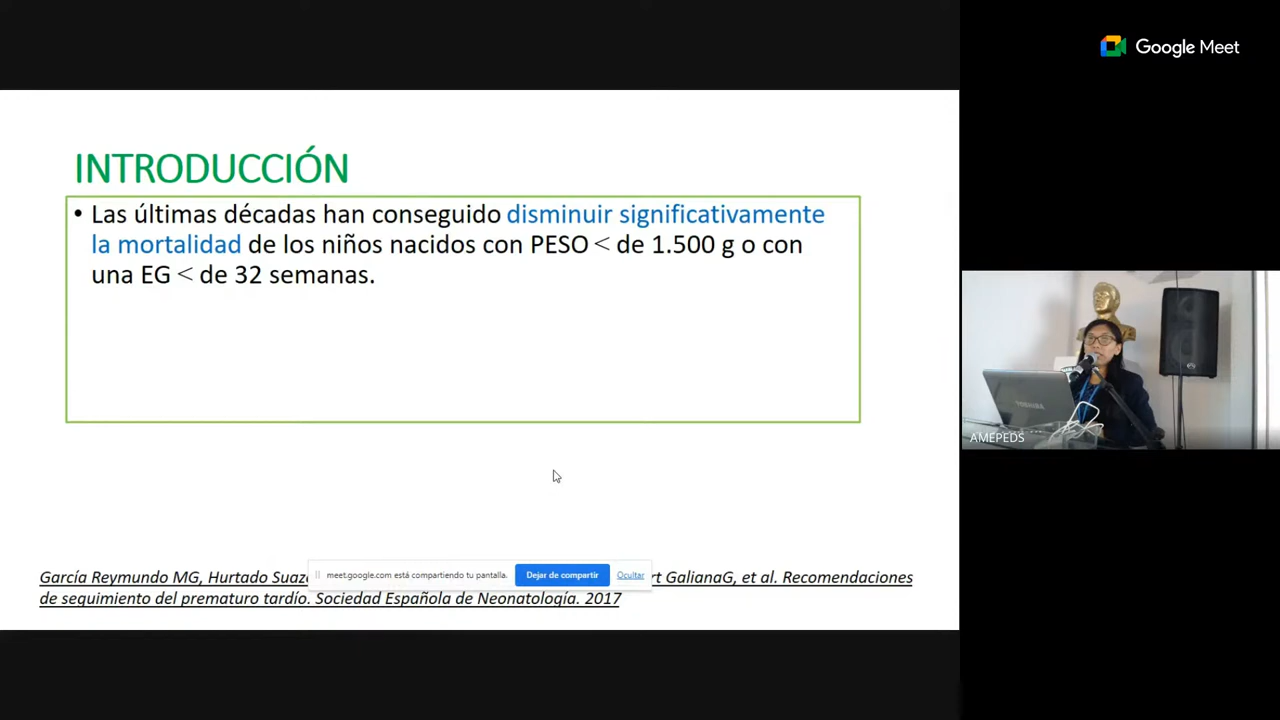 Google Meet
INTRODUCCIÓN
• Las últimas décadas han conseguido disminuir significativamente
la mortalidad de los niños nacidos con PESO < de 1.500 g o con
una EG < de 32 semanas.
TOSHIBA
AMEPEDS
García Reymundo MG, Hurtado Suazo
meet.google.com está compartiendo tu pantalla.
Dejar de compartir
Ocultar
rt GalianaG, et al. Recomendaciones
de seguimiento del prematuro tardío. Sociedad Española de Neonatología. 2017